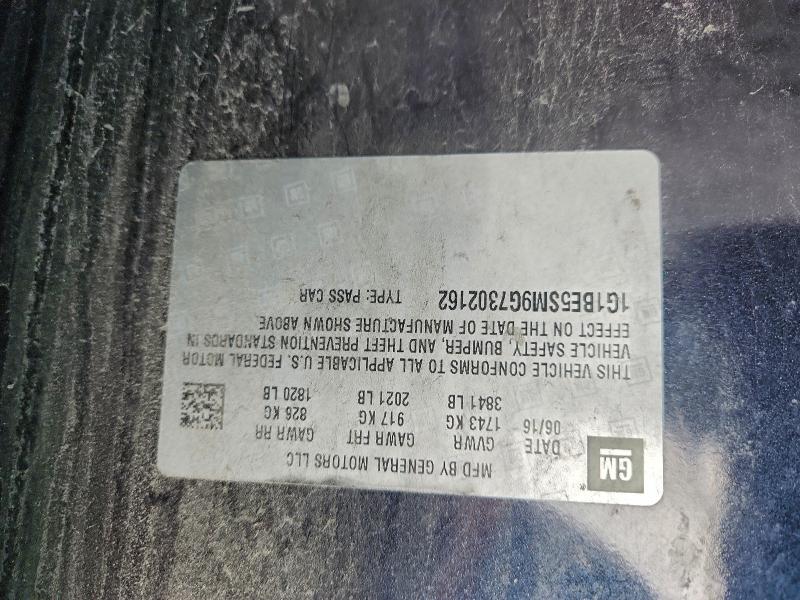 GM
MFD BY GENERAL MOTORS LLC
DATE GVWR GAWR FRT GAWR RR
06/16 1743 KG 917 KG 826 KG
3841 LB 2021 LB 1820 LB
THIS VEHICLE CONFORMS TO ALL APPLICABLE U.S. FEDERAL MOTOR
VEHICLE SAFETY, BUMPER, AND THEFT PREVENTION STANDARDS IN
EFFECT ON THE DATE OF MANUFACTURE SHOWN ABOVE.
1G1BE5SM9G7302162 TYPE: PASS CAR